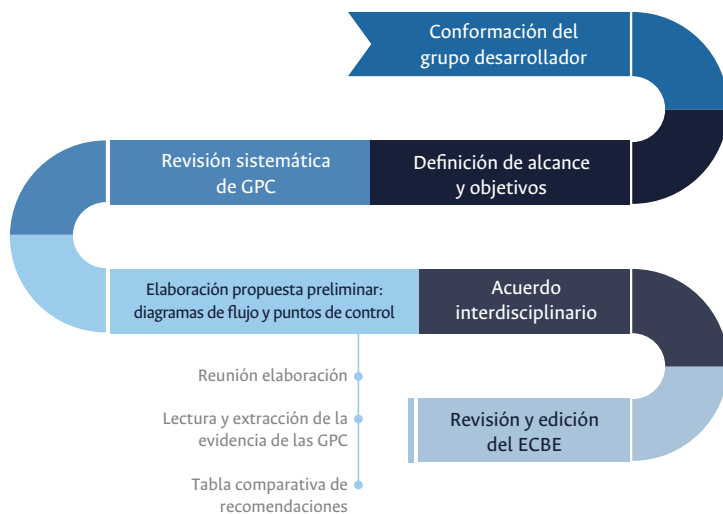 Conformación del
grupo desarrollador
Definición de alcance
y objetivos
Revisión sistemática
de GPC
Elaboración propuesta preliminar:
diagramas de flujo y puntos de control
Reunión elaboración
Lectura y extracción de la
evidencia de las GPC
Tabla comparativa de
recomendaciones
Acuerdo
interdisciplinario
Revisión y edición
del ECBE